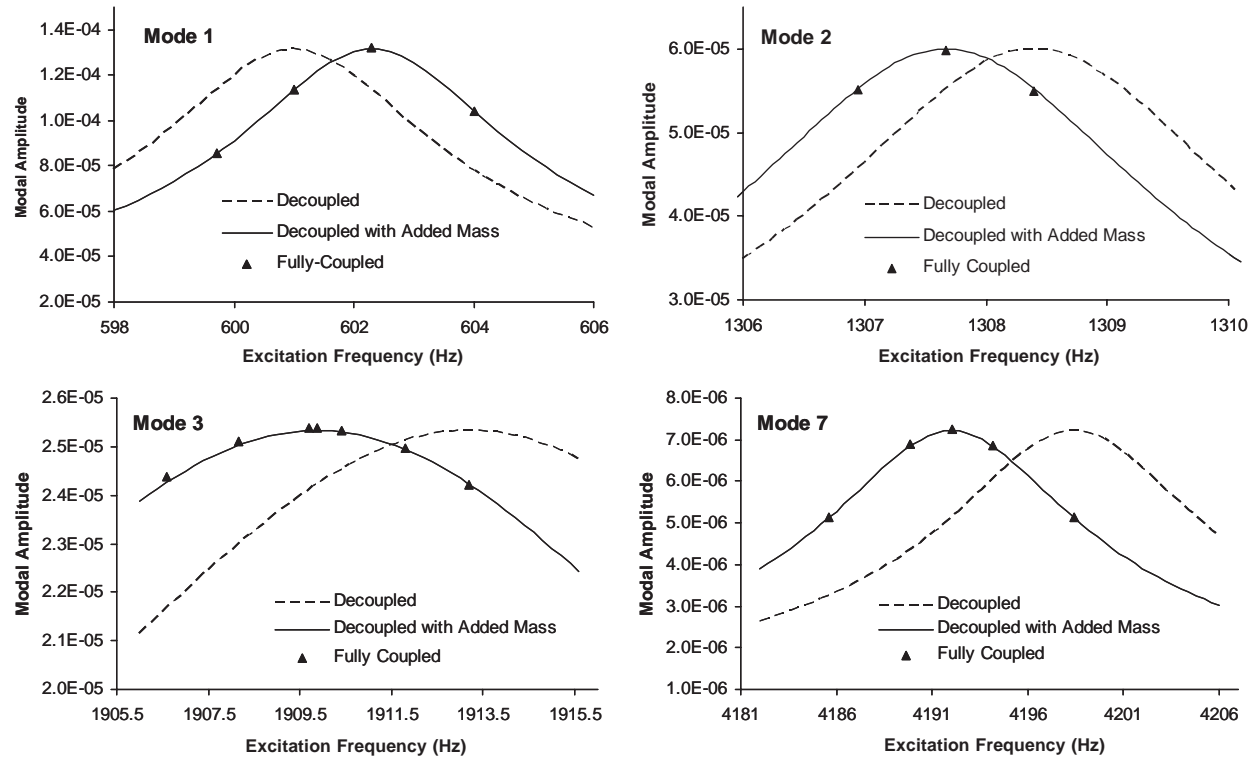 Mode 1
Modal Amplitude
1.4E-04
1.2E-04
1.0E-04
8.0E-05
6.0E-05
4.0E-05
2.0E-05
Decoupled
Decoupled with Added Mass
Fully-Coupled
598 600 602 604 606
Excitation Frequency (Hz)
Mode 2
Modal Amplitude
6.0E-05
5.0E-05
4.0E-05
3.0E-05
Decoupled
Decoupled with Added Mass
Fully Coupled
1306 1307 1308 1309 1310
Excitation Frequency (Hz)
Mode 3
Modal Amplitude
2.6E-05
2.5E-05
2.4E-05
2.3E-05
2.2E-05
2.1E-05
2.0E-05
Decoupled
Decoupled with Added Mass
Fully Coupled
1905.5 1907.5 1909.5 1911.5 1913.5 1915.5
Excitation Frequency (Hz)
Mode 7
Modal Amplitude
8.0E-06
7.0E-06
6.0E-06
5.0E-06
4.0E-06
3.0E-06
2.0E-06
1.0E-06
Decoupled
Decoupled with Added Mass
Fully Coupled
4181 4186 4191 4196 4201 4206
Excitation Frequency (Hz)